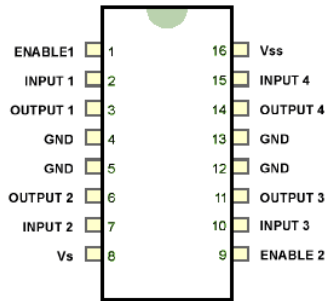 ENABLE1 1 16 Vss
INPUT 1 2 15 INPUT 4
OUTPUT 1 3 14 OUTPUT 4
GND 4 13 GND
GND 5 12 GND
OUTPUT 2 6 11 OUTPUT 3
INPUT 2 7 10 INPUT 3
Vs 8 9 ENABLE 2